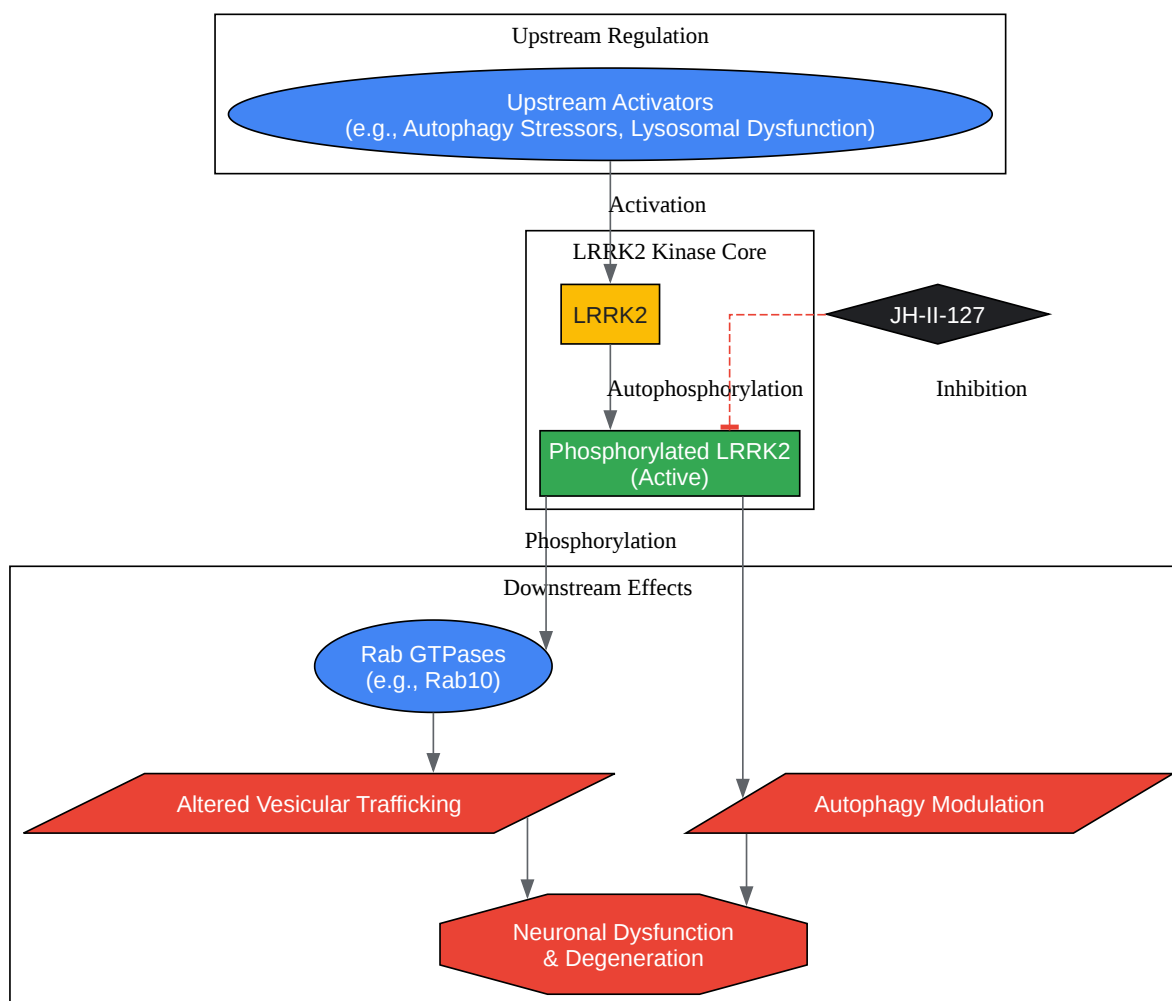 Upstream Regulation
Upstream Activators
(e.g., Autophagy Stressors, Lysosomal Dysfunction)
Activation
LRRK2 Kinase Core
LRRK2
JH-II-127
Autophosphorylation
Inhibition
Phosphorylated LRRK2
(Active)
Phosphorylation
Downstream Effects
Rab GTPases
(e.g., Rab10)
Altered Vesicular Trafficking
Autophagy Modulation
Neuronal Dysfunction
& Degeneration